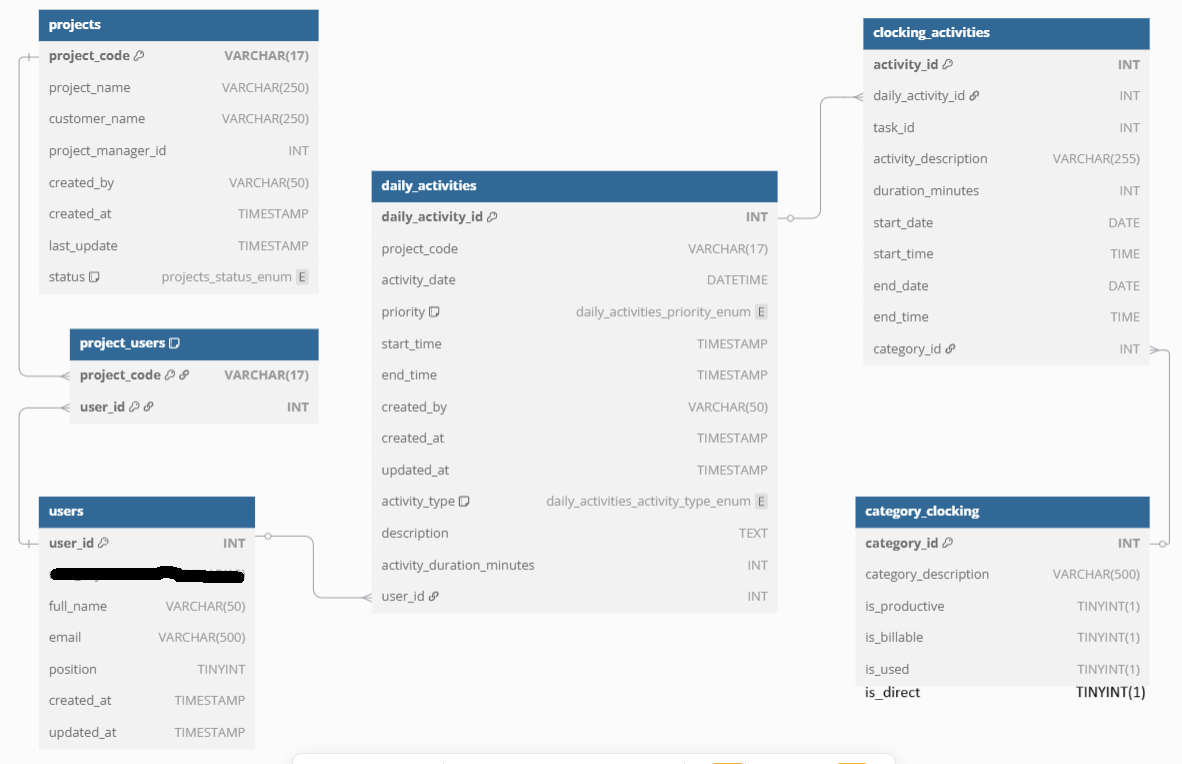 projects
project_code VARCHAR(17)
project_name VARCHAR(250)
customer_name VARCHAR(250)
project_manager_id INT
created_by VARCHAR(50)
created_at TIMESTAMP
last_update TIMESTAMP
status projects_status_enum E
project_users
project_code VARCHAR(17)
user_id INT
users
user_id INT
full_name VARCHAR(50)
email VARCHAR(500)
position TINYINT
created_at TIMESTAMP
updated_at TIMESTAMP
daily_activities
daily_activity_id INT
project_code VARCHAR(17)
activity_date DATETIME
priority daily_activities_priority_enum E
start_time TIMESTAMP
end_time TIMESTAMP
created_by VARCHAR(50)
created_at TIMESTAMP
updated_at TIMESTAMP
activity_type daily_activities_activity_type_enum E
description TEXT
activity_duration_minutes INT
user_id INT
clocking_activities
activity_id INT
daily_activity_id INT
task_id INT
activity_description VARCHAR(255)
duration_minutes INT
start_date DATE
start_time TIME
end_date DATE
end_time TIME
category_id INT
category_clocking
category_id INT
category_description VARCHAR(500)
is_productive TINYINT(1)
is_billable TINYINT(1)
is_used TINYINT(1)
is_direct TINYINT(1)